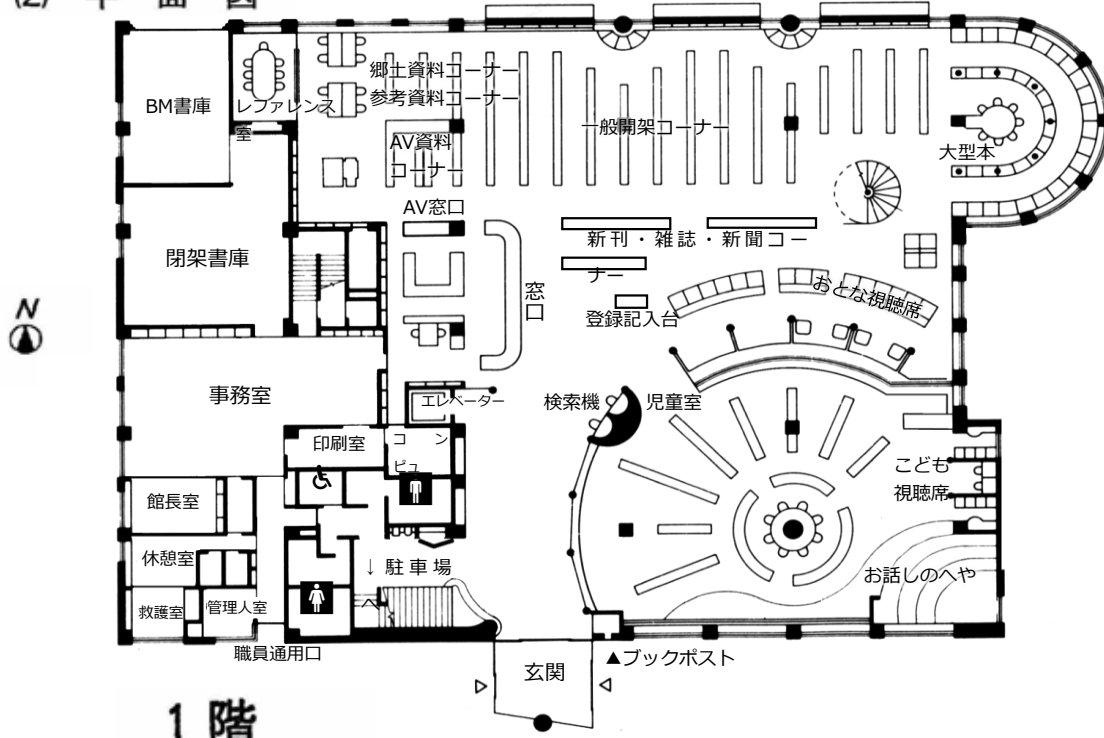 (2) 平面図
BM書庫
レファレンス
室
郷土資料コーナー
参考資料コーナー
AV資料
コーナー
一般開架コーナー
大型本
AV窓口
閉架書庫
新刊・雑誌・新聞コー
ナー
窓口
登録記入台
おとな視聴席
N
事務室
エレベーター
検索機
児童室
印刷室
コン
ピュ
こども
視聴席
館長室
休憩室
↓駐車場
へ
お話しのへや
救護室
管理人室
職員通用口
玄関
▲ブックポスト
1階